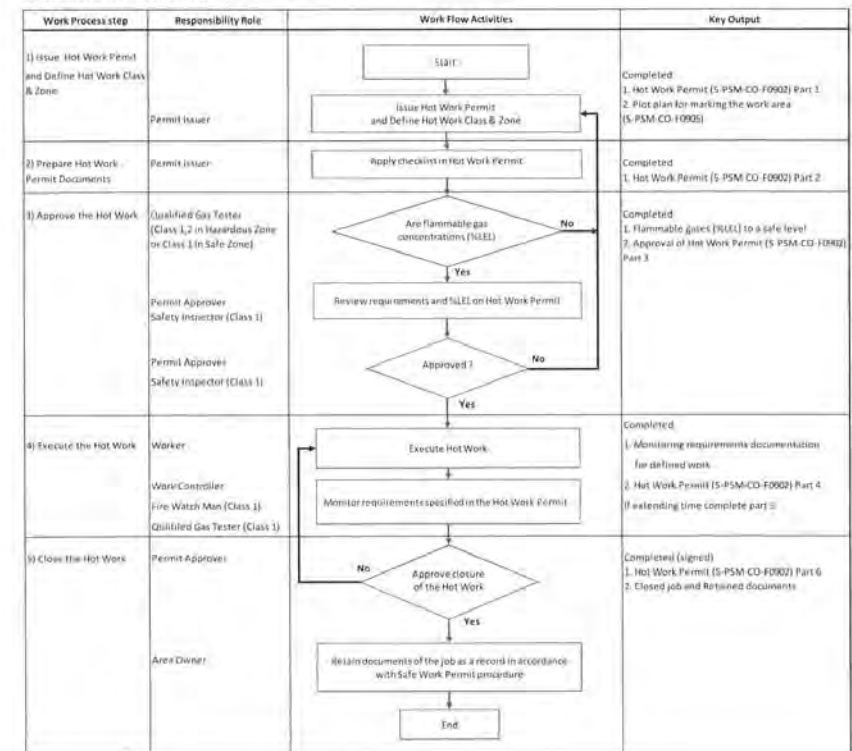 Work Process step
Responsibility Role
Work Flow Activities
Key Output
1) Issue Hot Work Permit
and Define Hot Work Class
& Zone
Permit Issuer
Start
Issue Hot Work Permit
and Define Hot Work Class & Zone
Completed
1. Hot Work Permit (S-PSM-CO-F0902) Part 1
2. Plot plan for marking the work area
(S-PSM-CO-F0905)
2) Prepare Hot Work
Permit Documents
Permit Issuer
Apply checklist in Hot Work Permit
Completed
1. Hot Work Permit (S-PSM-CO-F0902) Part 2
3) Approve the Hot Work
Qualified Gas Tester
(Class 1,2 in Hazardous Zone
or Class 1 in Safe Zone)
Are flammable gas
concentrations (%LEL)
No
Yes
Completed
1. Flammable gases (%LEL) to a safe level
2. Approval of Hot Work Permit (S-PSM-CO-F0902)
Part 3
Permit Approver
Safety Inspector (Class 1)
Review requirements and %LEL on Hot Work Permit
Permit Approver
Safety Inspector (Class 1)
Approved ?
No
Yes
4) Execute the Hot Work
Worker
Execute Hot Work
Completed
1. Monitoring requirements documentation
for defined work
2. Hot Work Permit (S-PSM-CO-F0902) Part 4
If extending time complete part 5
Work Controller
Fire Watch Man (Class 1)
Qulilfied Gas Tester (Class 1)
Monitor requirements specified in the Hot Work Permit
5) Close the Hot Work
Permit Approver
No
Approve closure
of the Hot Work
Yes
Completed (signed)
1. Hot Work Permit (S-PSM-CO-F0902) Part 6
2. Closed job and Retained documents
Area Owner
Retain documents of the job as a record in accordance
with Safe Work Permit procedure
End